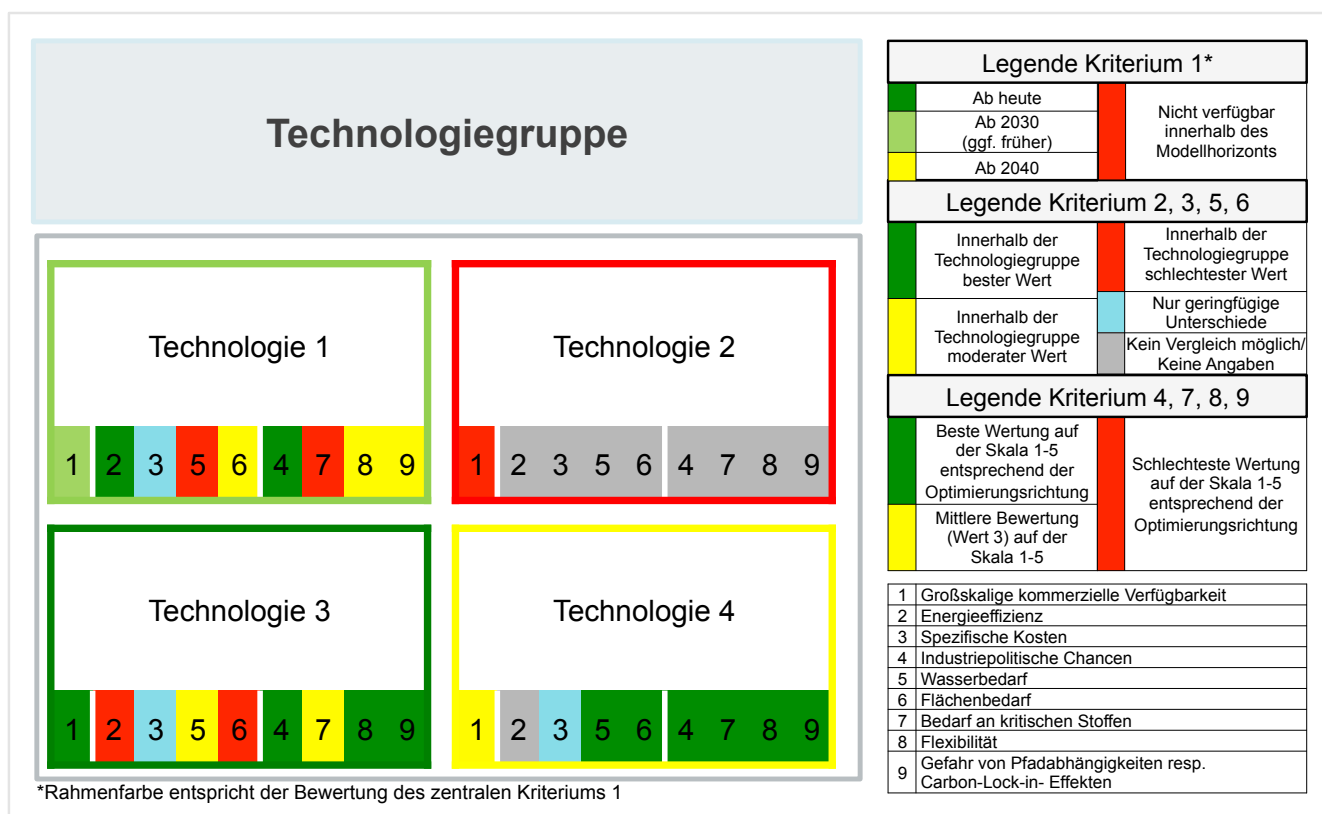 Technologiegruppe
Technologie 1
1 2 3 5 6 4 7 8 9
Technologie 2
1 2 3 5 6 4 7 8 9
Technologie 3
1 2 3 5 6 4 7 8 9
Technologie 4
1 2 3 5 6 4 7 8 9
*Rahmenfarbe entspricht der Bewertung des zentralen Kriteriums 1
Legende Kriterium 1*
Ab heute
Ab 2030
(ggf. früher)
Ab 2040
Nicht verfügbar
innerhalb des
Modellhorizonts
Legende Kriterium 2, 3, 5, 6
Innerhalb der
Technologiegruppe
bester Wert
Innerhalb der
Technologiegruppe
moderater Wert
Innerhalb der
Technologiegruppe
schlechtester Wert
Nur geringfügige
Unterschiede
Kein Vergleich möglich/
Keine Angaben
Legende Kriterium 4, 7, 8, 9
Beste Wertung auf
der Skala 1-5
entsprechend der
Optimierungsrichtung
Mittlere Bewertung
(Wert 3) auf der
Skala 1-5
Schlechteste Wertung
auf der Skala 1-5
entsprechend der
Optimierungsrichtung
1 Großskalige kommerzielle Verfügbarkeit
2 Energieeffizienz
3 Spezifische Kosten
4 Industriepolitische Chancen
5 Wasserbedarf
6 Flächenbedarf
7 Bedarf an kritischen Stoffen
8 Flexibilität
9 Gefahr von Pfadabhängigkeiten resp.
Carbon-Lock-in- Effekten